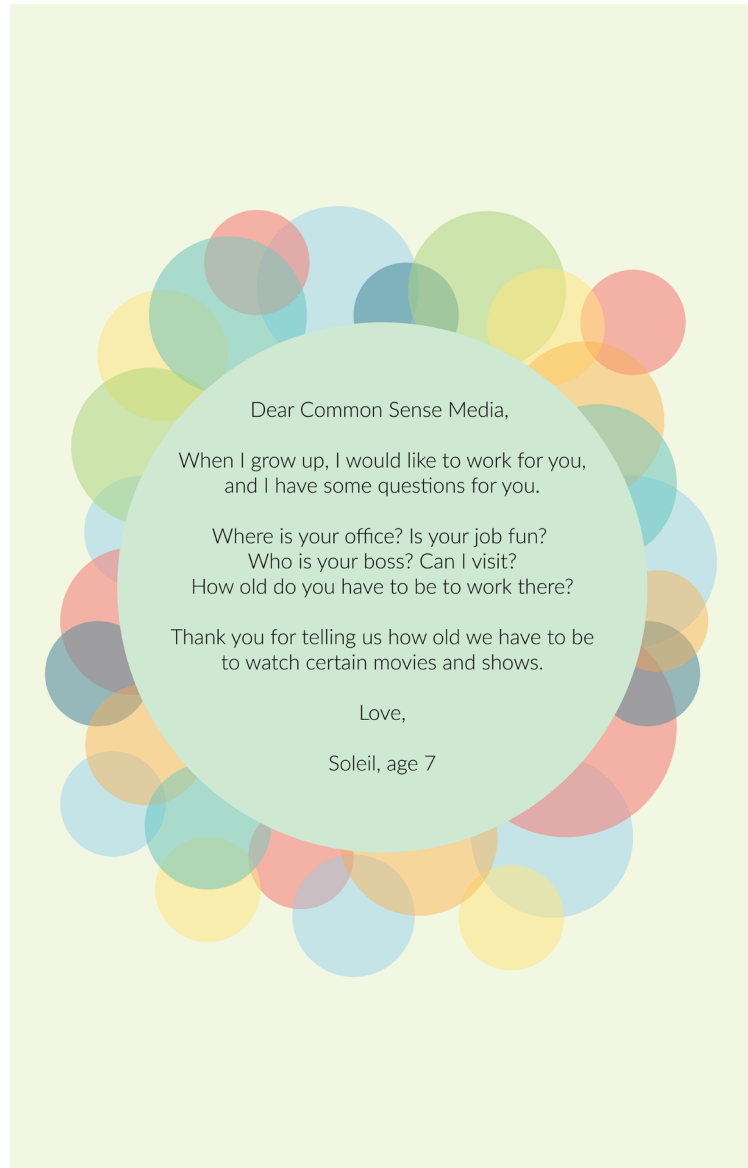 Dear Common Sense Media,
When I grow up, I would like to work for you,
and I have some questions for you.
Where is your office? Is your job fun?
Who is your boss? Can I visit?
How old do you have to be to work there?
Thank you for telling us how old we have to be
to watch certain movies and shows.
Love,
Soleil, age 7